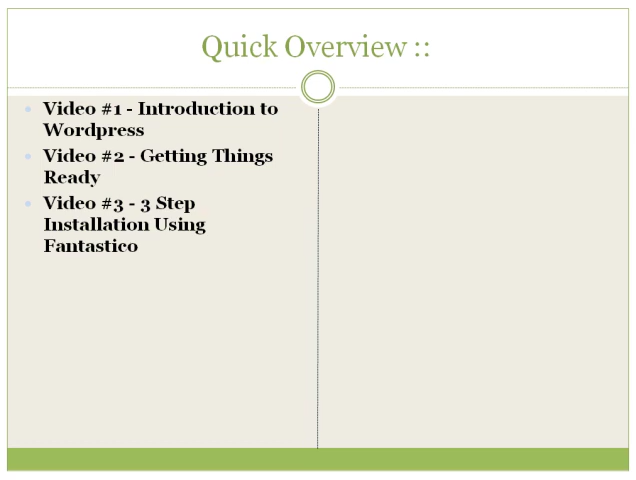 Quick Overview ::
Video #1 - Introduction to
Wordpress
Video #2 - Getting Things
Ready
Video #3 - 3 Step
Installation Using
Fantastico